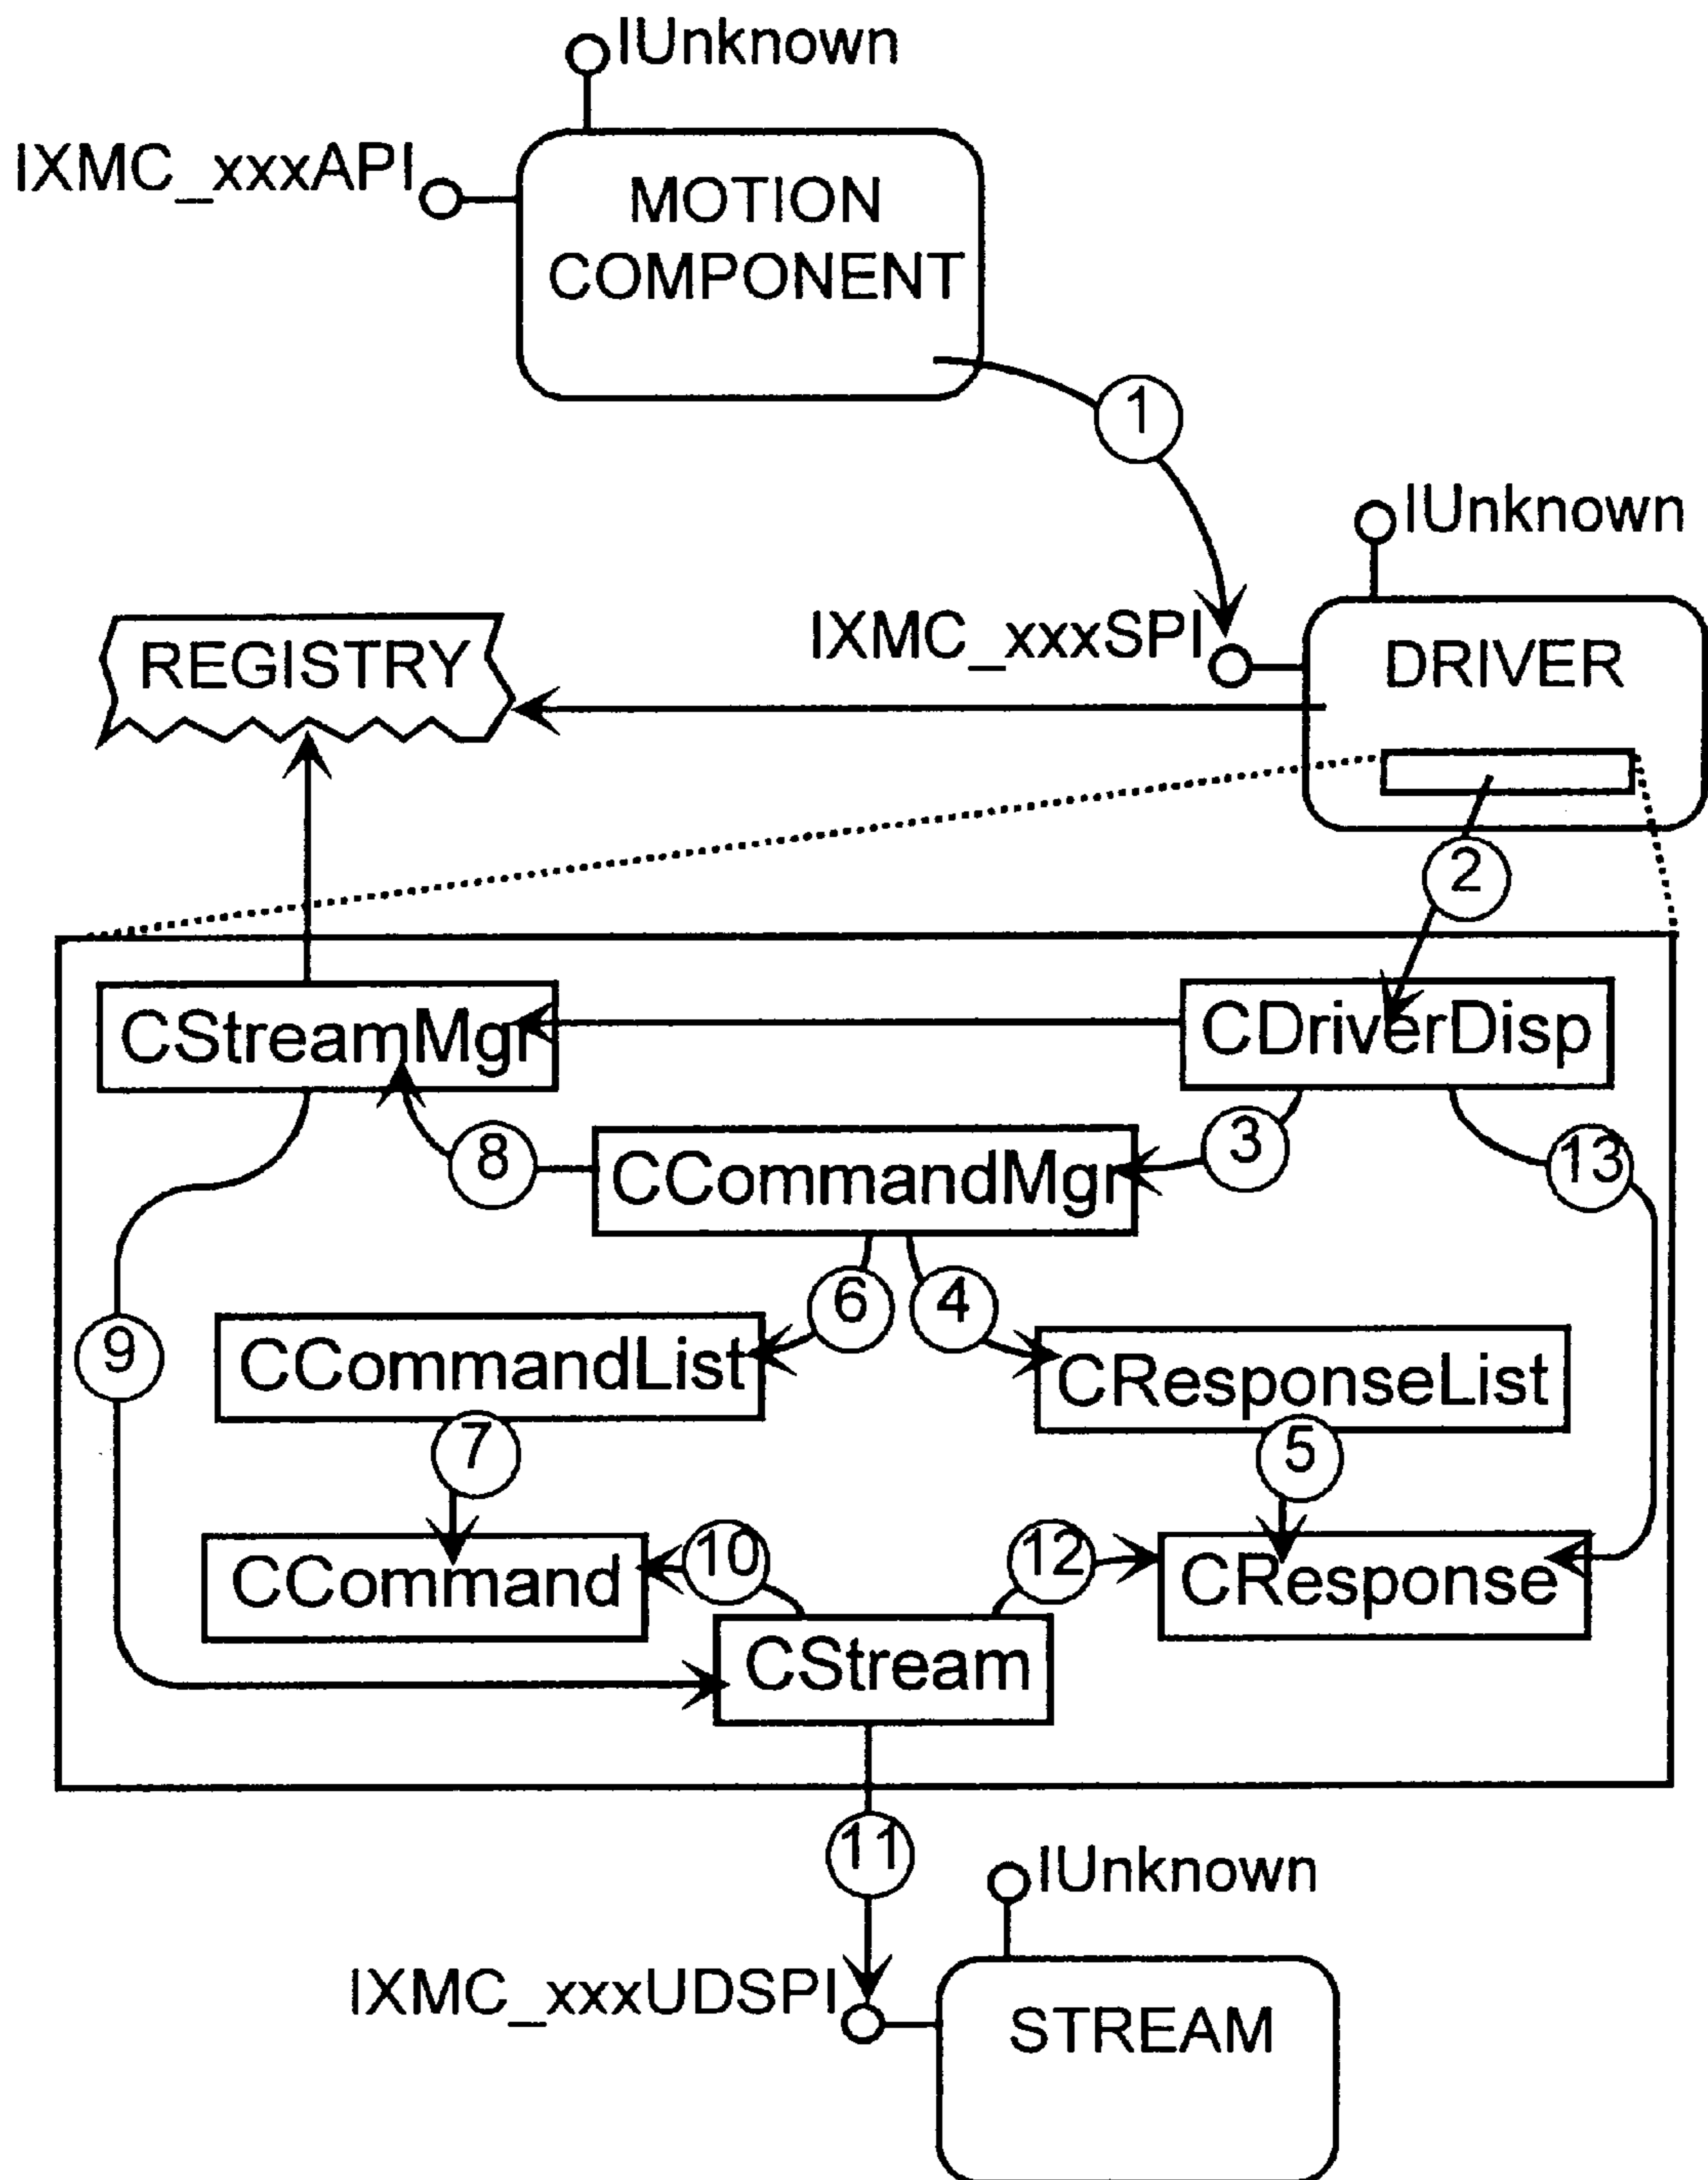 IUnknown
IXMC_xxxAPI
MOTION
COMPONENT
1
IUnknown
IXMC_xxxSPI
DRIVER
REGISTRY
2
CStreamMgr
CDriverDisp
3
13
8
CCommandMgr
6
4
9
CCommandList
CResponseList
7
5
10
12
CCommand
CResponse
CStream
11
IUnknown
IXMC_xxxUDSPI
STREAM